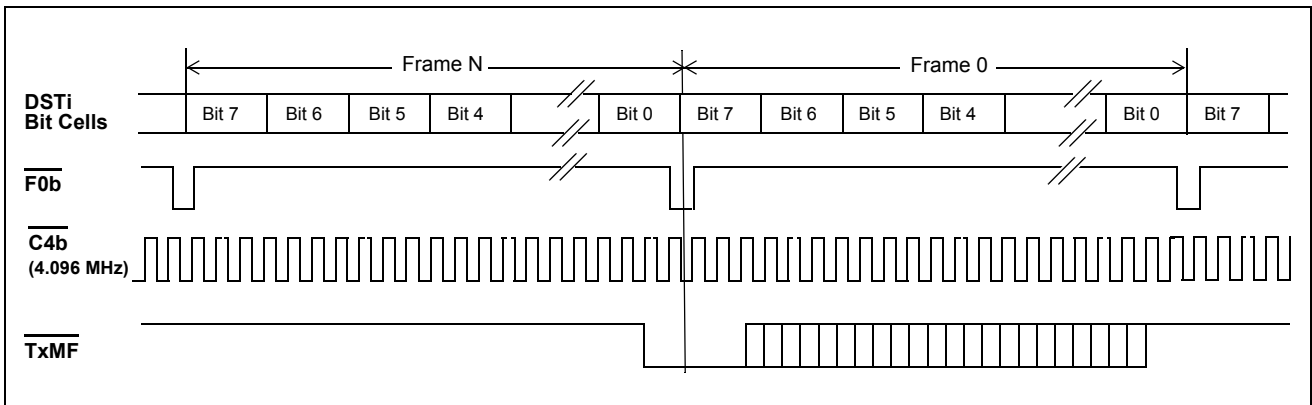 Frame N
Frame 0
DSTi
Bit Cells
Bit 7 Bit 6 Bit 5 Bit 4 Bit 0 Bit 7 Bit 6 Bit 5 Bit 4 Bit 0 Bit 7
F0b
C4b
(4.096 MHz)
TxMF